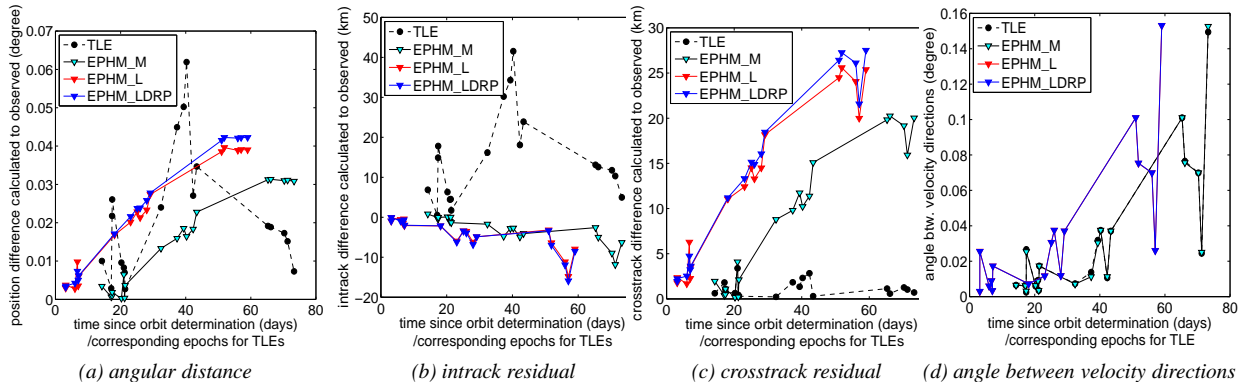 position difference calculated to observed (degree)
0.07
0.06
0.05
0.04
0.03
0.02
0.01
0
0 20 40 60 80
TLE
EPHM_M
EPHM_L
EPHM_LDRP
time since orbit determination (days)
/corresponding epochs for TLEs
(a) angular distance
intrack difference calculated to observed (km)
50
40
30
20
10
0
−10
−20
0 20 40 60
TLE
EPHM_M
EPHM_L
EPHM_LDRP
time since orbit determination (days)
/corresponding epochs for TLEs
(b) intrack residual
crosstrack difference calculated to observed (km)
30
25
20
15
10
5
0
0 20 40 60
TLE
EPHM_M
EPHM_L
EPHM_LDRP
time since orbit determination (days)
/corresponding epochs for TLEs
(c) crosstrack residual
angle btw. velocity directions (degree)
0.16
0.14
0.12
0.1
0.08
0.06
0.04
0.02
0
0 20 40 60 80
TLE
EPHM_M
EPHM_L
EPHM_LDRP
time since orbit determination (days)
/corresponding epochs for TLE
(d) angle between velocity directions